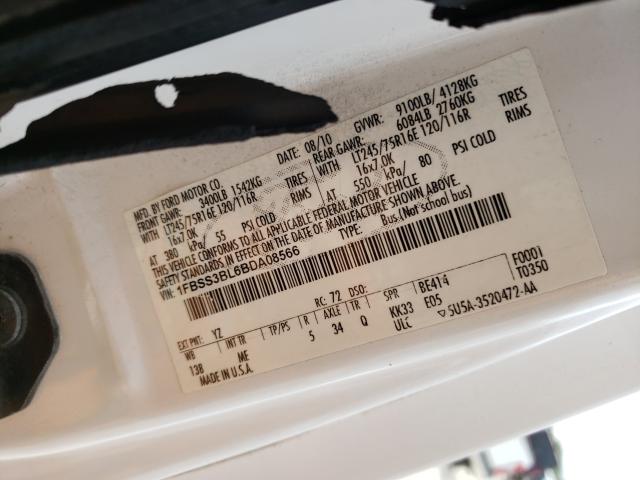 MFD. BY FORD MOTOR CO. DATE: 08/10 GVWR: 9100LB/ 4128KG
FRONT GAWR: 3400LB 1542KG REAR GAWR: 6084LB 2760KG
WITH LT245/75R16E 120/116R TIRES WITH LT245/75R16E 120/116R TIRES
16x7.0K RIMS 16x7.0K RIMS
AT 380 kPa/ 55 PSI COLD AT 550 kPa/ 80 PSI COLD
THIS VEHICLE CONFORMS TO ALL APPLICABLE FEDERAL MOTOR VEHICLE
SAFETY STANDARDS IN EFFECT ON THE DATE OF MANUFACTURE SHOWN ABOVE.
VIN: 1FBSS3BL6BDA08566 TYPE: Bus(Not school bus)
F0001
T0350
EXT PNT: YZ RC: 72 DSO:
WB INT TR TP/PS R AXLE TR SPR BE414
138 ME 5 34 Q KK33 E05
MADE IN U.S.A. ULC 5U5A-3520472-AA